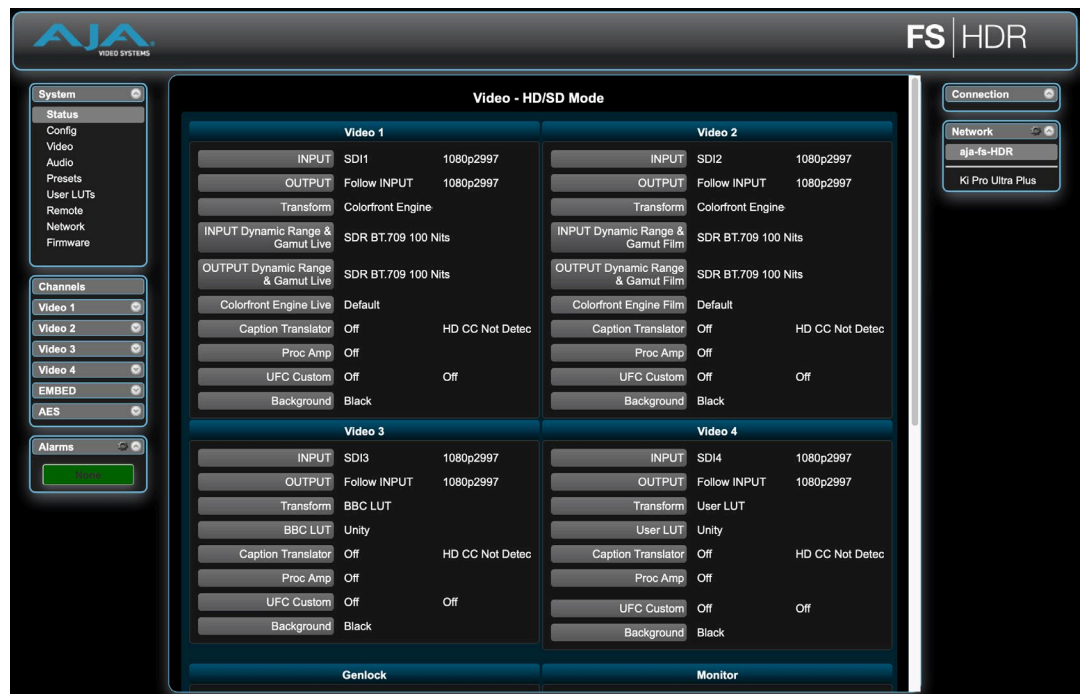 AJA
VIDEO SYSTEMS
FS HDR
System
Status
Config
Video
Audio
Presets
User LUTs
Remote
Network
Firmware
Channels
Video 1
Video 2
Video 3
Video 4
EMBED
AES
Alarms
None
Video - HD/SD Mode
Video 1
INPUT SDI1 1080p2997
OUTPUT Follow INPUT 1080p2997
Transform Colorfront Engine
INPUT Dynamic Range &
Gamut Live SDR BT.709 100 Nits
OUTPUT Dynamic Range
& Gamut Live SDR BT.709 100 Nits
Colorfront Engine Live Default
Caption Translator Off HD CC Not Detec
Proc Amp Off
UFC Custom Off Off
Background Black
Video 2
INPUT SDI2 1080p2997
OUTPUT Follow INPUT 1080p2997
Transform Colorfront Engine
INPUT Dynamic Range &
Gamut Film SDR BT.709 100 Nits
OUTPUT Dynamic Range
& Gamut Film SDR BT.709 100 Nits
Colorfront Engine Film Default
Caption Translator Off HD CC Not Detec
Proc Amp Off
UFC Custom Off Off
Background Black
Video 3
INPUT SDI3 1080p2997
OUTPUT Follow INPUT 1080p2997
Transform BBC LUT
BBC LUT Unity
Caption Translator Off HD CC Not Detec
Proc Amp Off
UFC Custom Off Off
Background Black
Video 4
INPUT SDI4 1080p2997
OUTPUT Follow INPUT 1080p2997
Transform User LUT
User LUT Unity
Caption Translator Off HD CC Not Detec
Proc Amp Off
UFC Custom Off Off
Background Black
Genlock
Monitor
Connection
Network
aja-fs-HDR
Ki Pro Ultra Plus